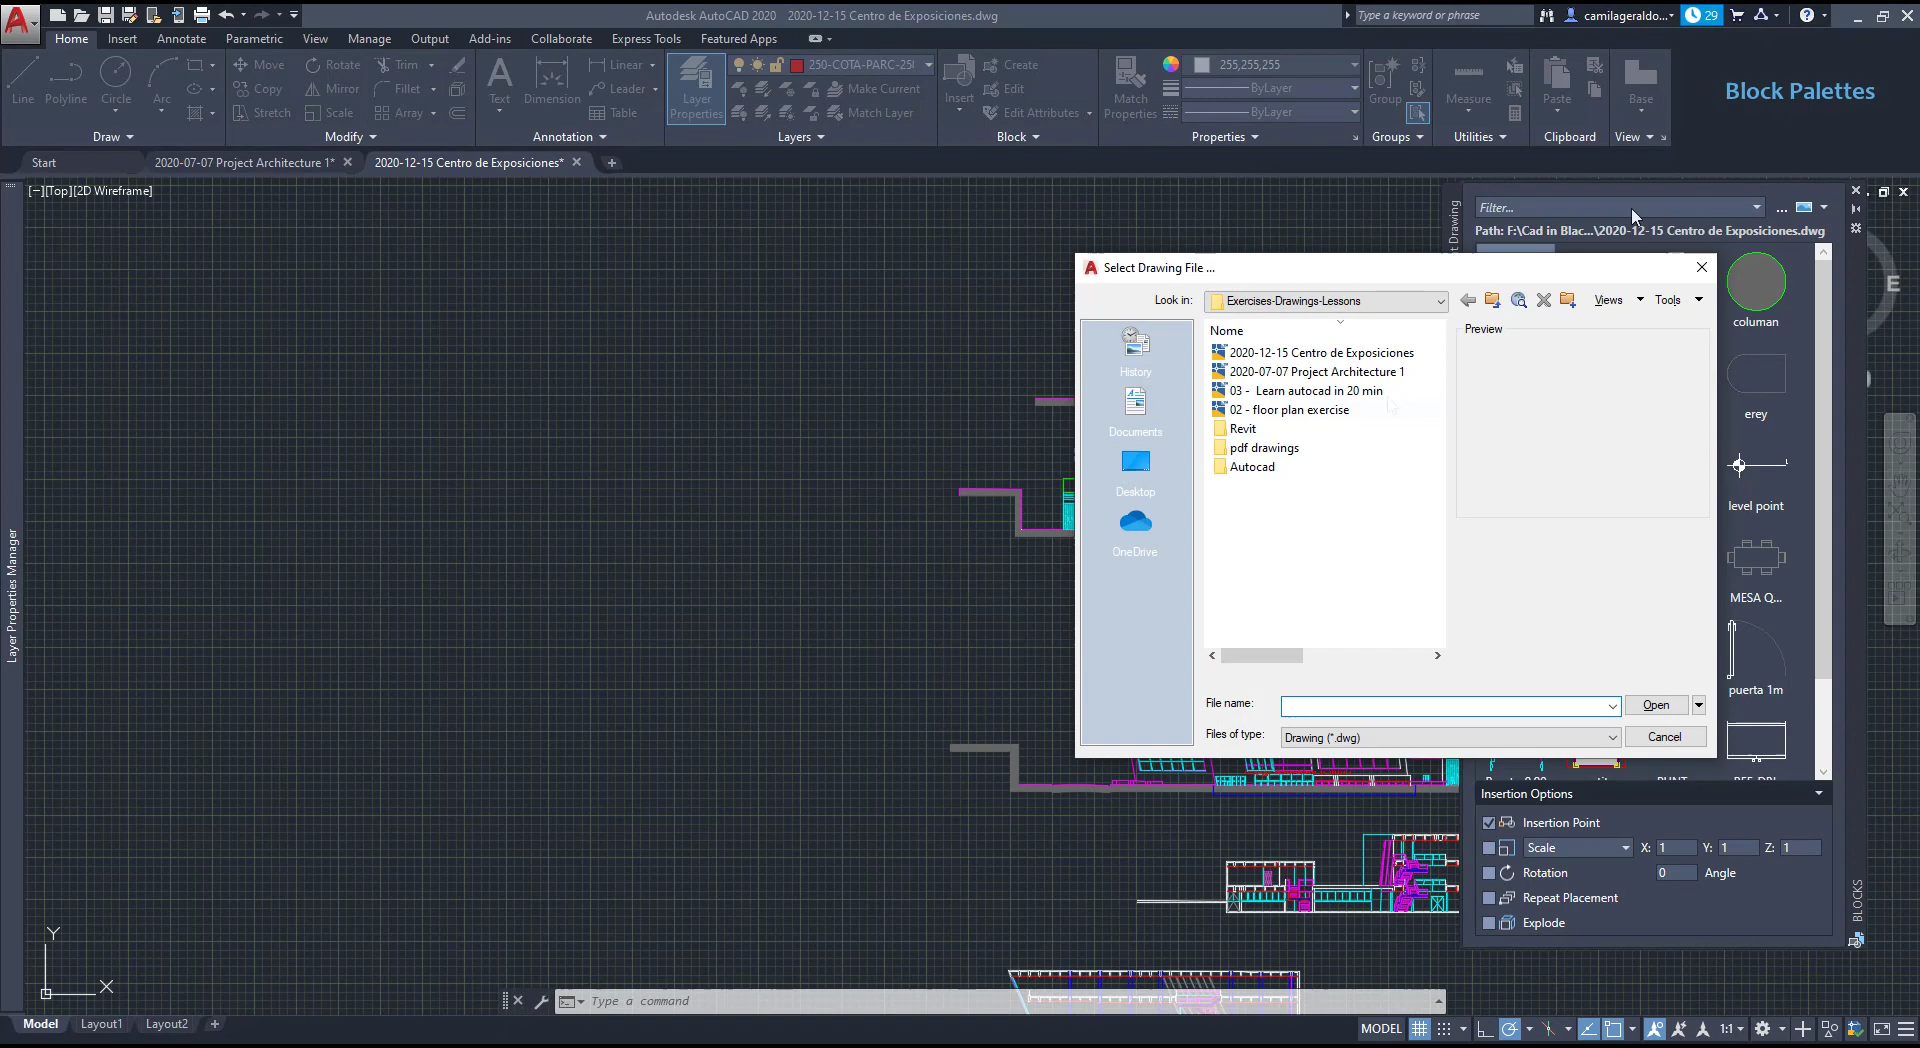 Autodesk AutoCAD 2020   2020-12-15 Centro de Exposiciones.dwg
Type a keyword or phrase
camilageraldo...
29
Home Insert Annotate Parametric View Manage Output Add-ins Collaborate Express Tools Featured Apps
Line Polyline Circle Arc
Move Rotate Trim
Copy Mirror Fillet
Stretch Scale Array
Text Dimension
Linear
Leader
Table
Layer Properties
250-COTA-PARC-25(
Make Current
Match Layer
Insert
Create
Edit
Edit Attributes
Match Properties
255,255,255
ByLayer
ByLayer
Group Measure Paste Base
Block Palettes
Draw Modify Annotation Layers Block Properties Groups Utilities Clipboard View
Start 2020-07-07 Project Architecture 1* 2020-12-15 Centro de Exposiciones*
[−][Top][2D Wireframe]
Layer Properties Manager
Filter...
Path: F:\Cad in Blac...\2020-12-15 Centro de Exposiciones.dwg
Select Drawing File ...
Look in: Exercises-Drawings-Lessons
Views Tools
Nome
2020-12-15 Centro de Exposiciones
2020-07-07 Project Architecture 1
03 -  Learn autocad in 20 min
02 - floor plan exercise
Revit
pdf drawings
Autocad
Preview
History
Documents
Desktop
OneDrive
File name:
Open
Files of type: Drawing (*.dwg)
Cancel
columan
erey
level point
MESA Q...
puerta 1m
E
Insertion Options
Insertion Point
Scale X: 1 Y: 1 Z: 1
Rotation 0 Angle
Repeat Placement
Explode
BLOCKS
Y
X
Type a command
Model Layout1 Layout2
MODEL
1:1